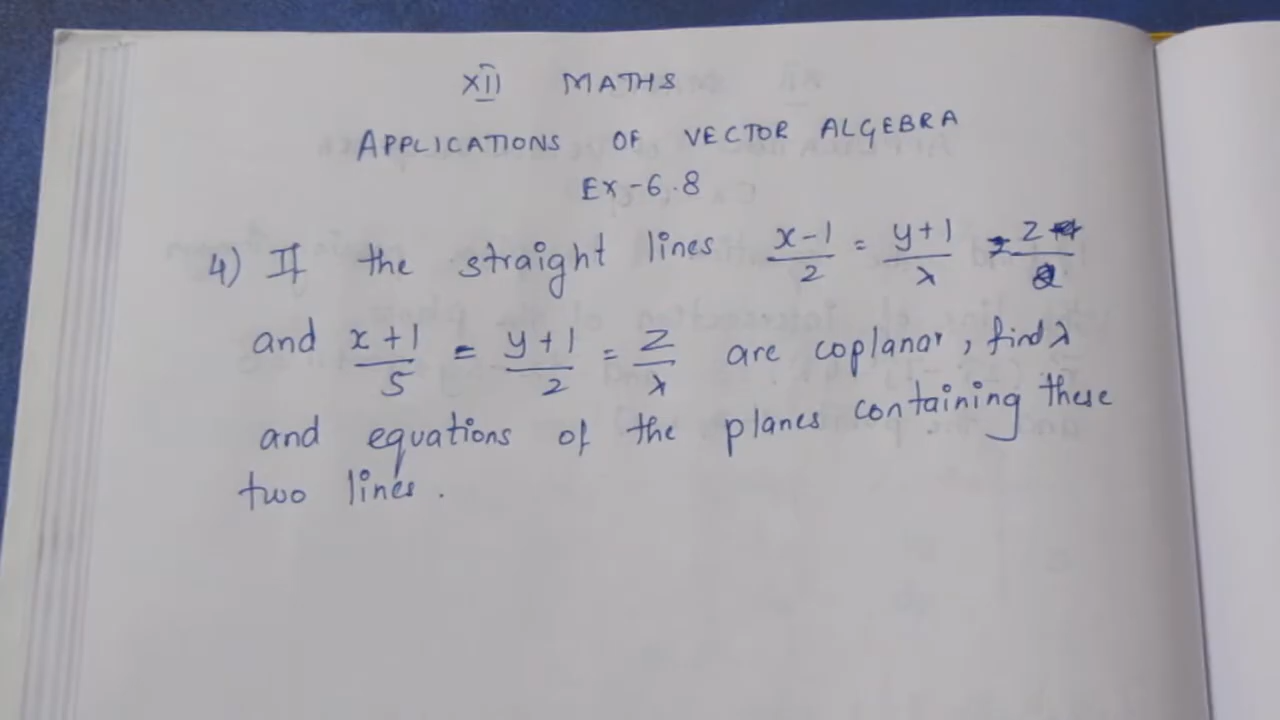 XII MATHS
APPLICATIONS OF VECTOR ALGEBRA
Ex-6.8
4) If the straight lines x-1/2 = y+1/λ = z/2
and x+1/5 = y+1/2 = z/λ are coplanar, find λ
and equations of the planes containing these
two lines.